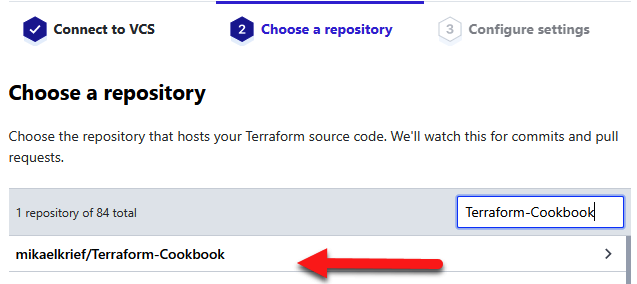 Connect to VCS
2 Choose a repository
3 Configure settings
Choose a repository
Choose the repository that hosts your Terraform source code. We'll watch this for commits and pull
requests.
1 repository of 84 total
Terraform-Cookbook
mikaelkrief/Terraform-Cookbook